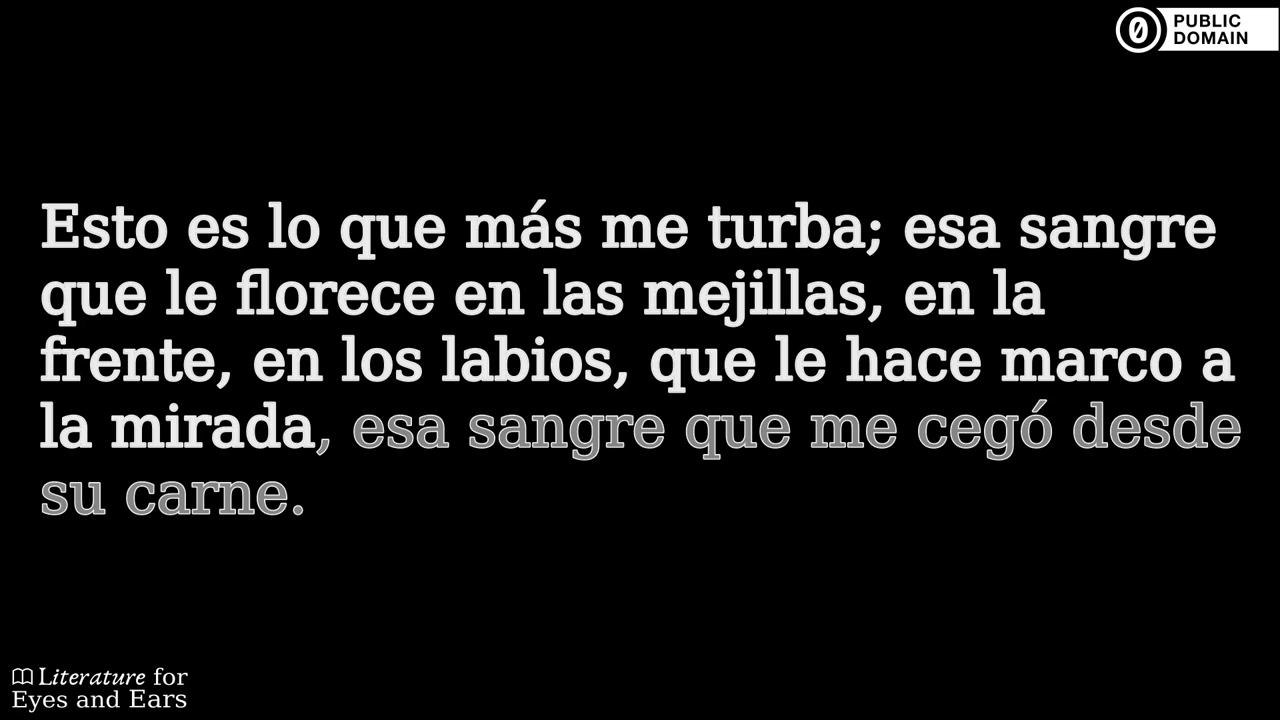 PUBLIC
DOMAIN
Esto es lo que más me turba; esa sangre
que le florece en las mejillas, en la
frente, en los labios, que le hace marco a
la mirada, esa sangre que me cegó desde
su carne.
Literature for
Eyes and Ears